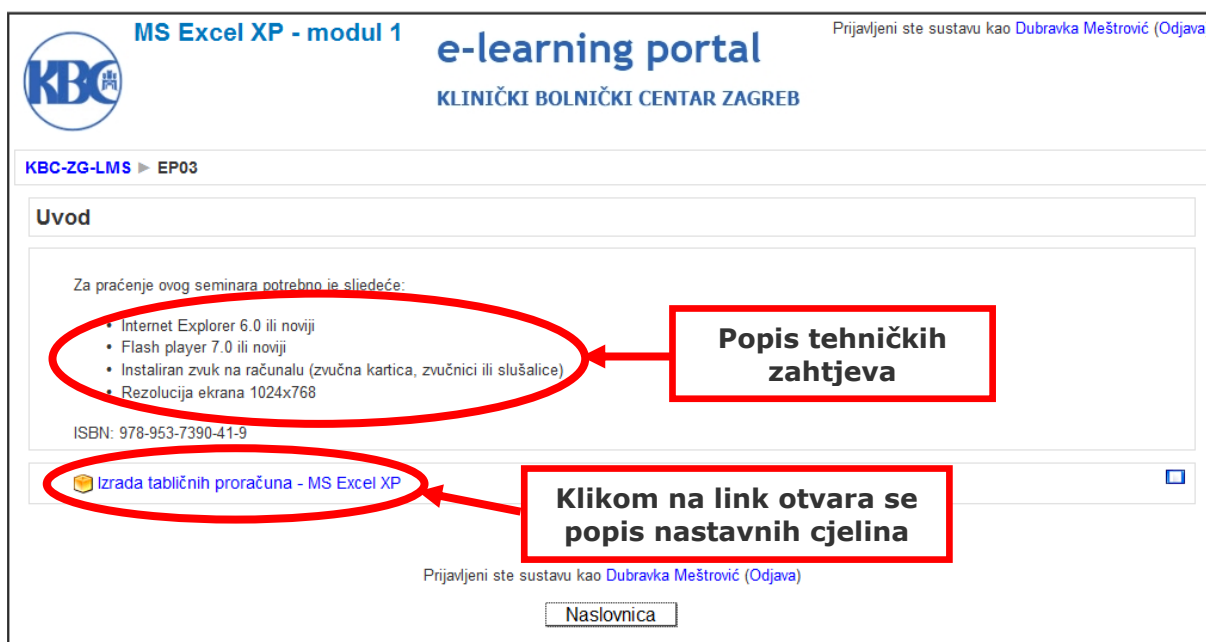 KBC
MS Excel XP - modul 1
e-learning portal
KLINIČKI BOLNIČKI CENTAR ZAGREB
Prijavljeni ste sustavu kao Dubravka Meštrović (Odjava
KBC-ZG-LMS ► EP03
Uvod
Za praćenje ovog seminara potrebno je sljedeće:
• Internet Explorer 6.0 ili noviji
• Flash player 7.0 ili noviji
• Instaliran zvuk na računalu (zvučna kartica, zvučnici ili slušalice)
• Rezolucija ekrana 1024x768
ISBN: 978-953-7390-41-9
Popis tehničkih
zahtjeva
Izrada tabličnih proračuna - MS Excel XP
Klikom na link otvara se
popis nastavnih cjelina
Prijavljeni ste sustavu kao Dubravka Meštrović (Odjava)
Naslovnica